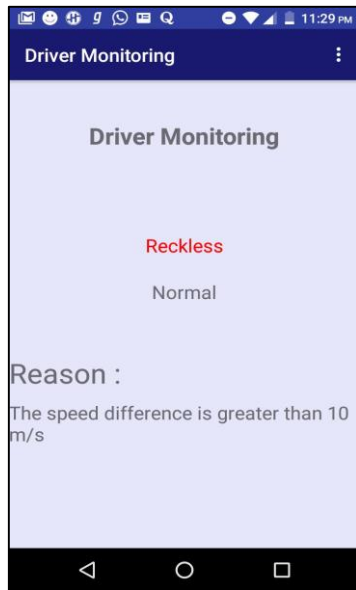 g Q 11:29 PM
Driver Monitoring
Driver Monitoring
Reckless
Normal
Reason :
The speed difference is greater than 10
m/s